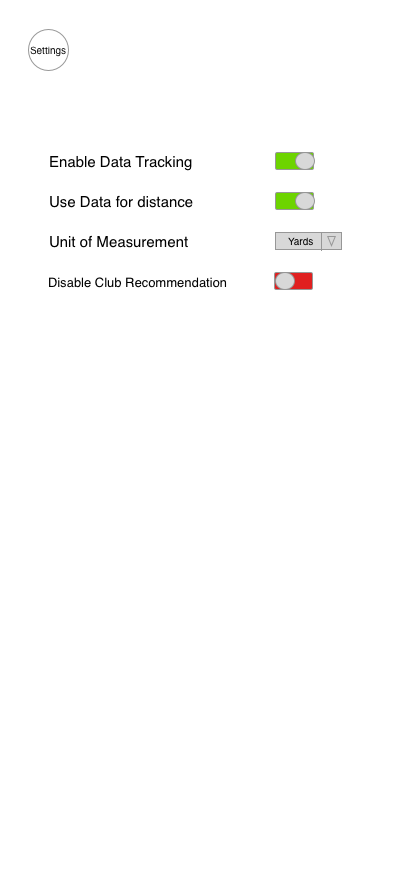 Settings
Enable Data Tracking
Use Data for distance
Unit of Measurement Yards
Disable Club Recommendation